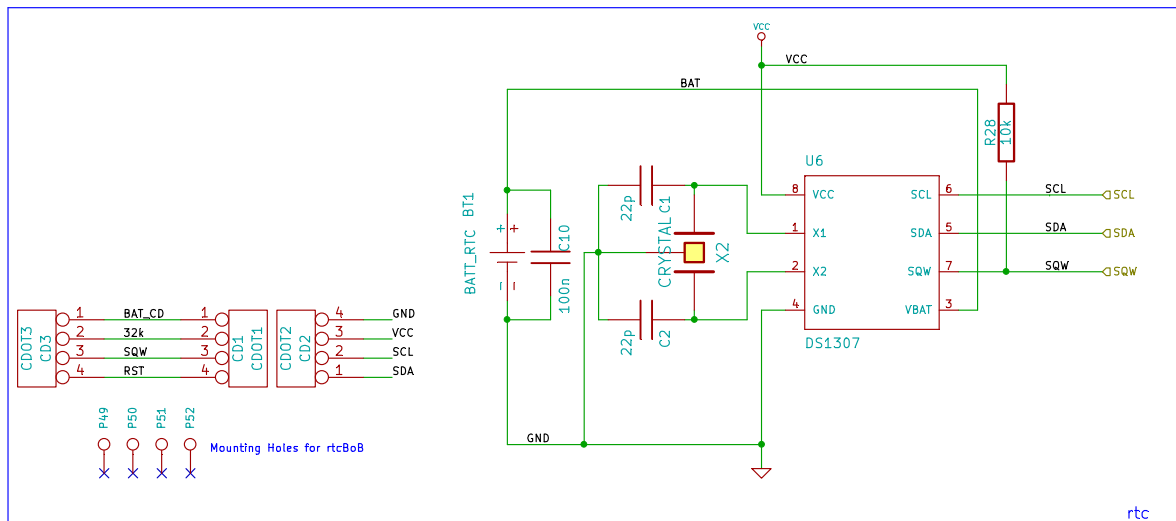 VCC
VCC
BAT
R28
10k
U6
BT1
BATT_RTC
+ +
C10
100n
22p
C1
CRYSTAL
X2
22p
C2
8 VCC SCL 6 SCL SCL
1 X1 SDA 5 SDA SDA
2 X2 SQW 7 SQW SQW
4 GND VBAT 3
DS1307
CDOT3
CD3
1 BAT_CD 1
2 32k 2
3 SQW 3
4 RST 4
CD1
CDOT1
CDOT2
CD2
4 GND
3 VCC
2 SCL
1 SDA
P49
P50
P51
P52
Mounting Holes for rtcBoB
GND
rtc